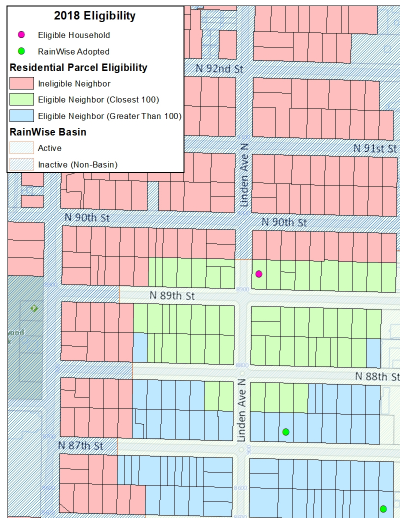 2018 Eligibility
Eligible Household
RainWise Adopted
Residential Parcel Eligibility
Ineligible Neighbor
Eligible Neighbor (Closest 100)
Eligible Neighbor (Greater Than 100)
RainWise Basin
Active
Inactive (Non-Basin)
N 92nd St
N 91st St
Linden Ave N
N 90th St
N 90th St
N 89th St
N 88th St
Linden Ave N
N 87th St